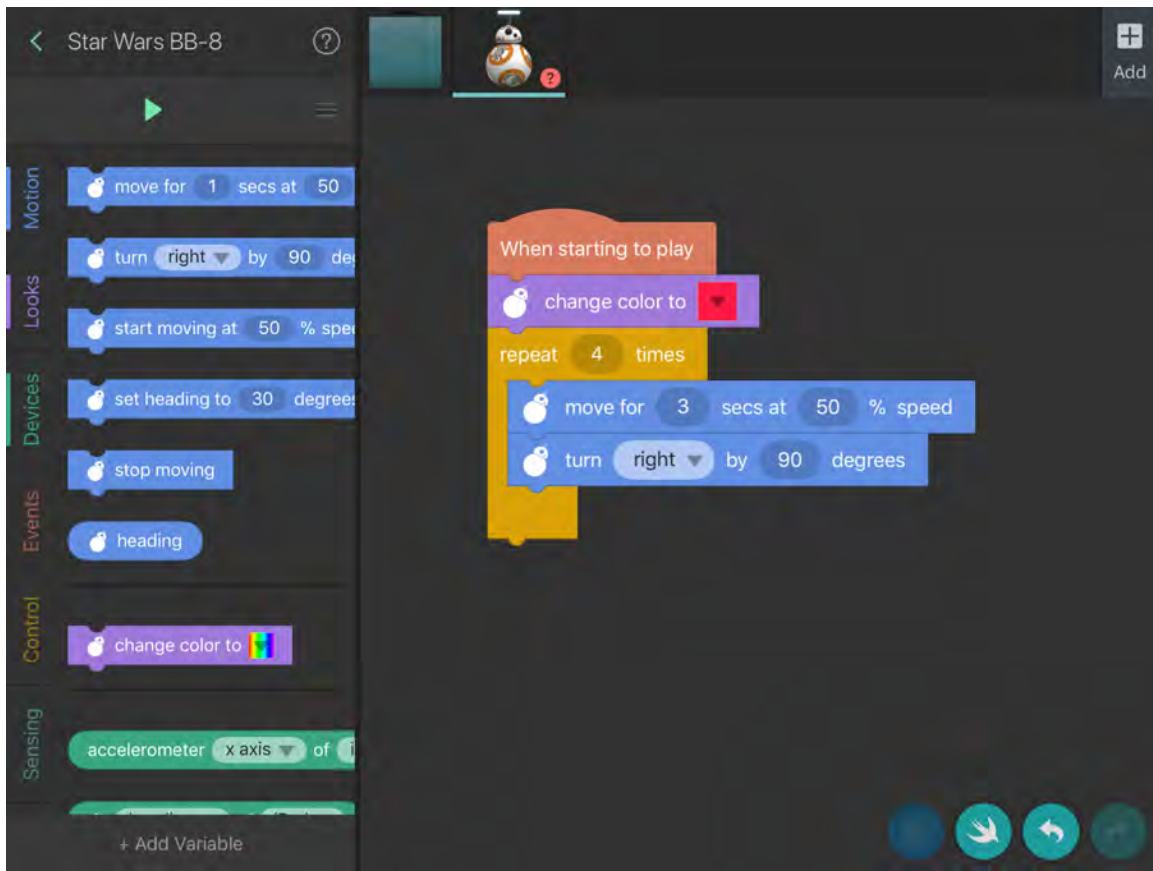 Star Wars BB-8
?
?
Add
Motion
Looks
Devices
Events
Control
Sensing
move for 1 secs at 50
turn right by 90 de
start moving at 50 % spee
set heading to 30 degrees
stop moving
heading
change color to
accelerometer x axis of i
+ Add Variable
When starting to play
change color to
repeat 4 times
move for 3 secs at 50 % speed
turn right by 90 degrees